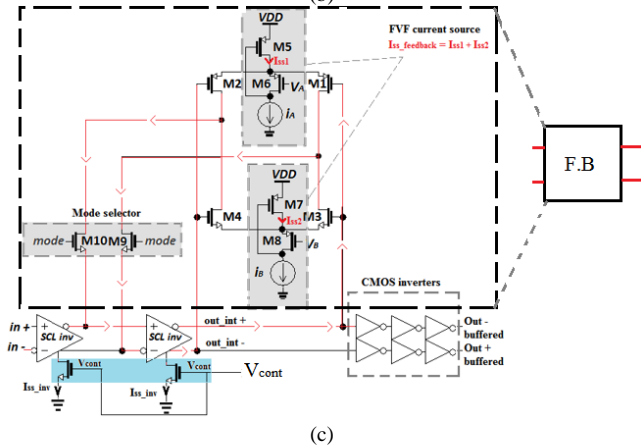 VDD
M5
Iss1
M2
M6
M1
VA
iA
FVF current source
Iss_feedback = Iss1 + Iss2
F.B
VDD
M7
Iss2
M4
M3
M8
VB
iB
Mode selector
mode
M10
M9
mode
CMOS inverters
in +
in -
+
-
SCL inv
+
-
SCL inv
out_int +
out_int -
Out -
buffered
Out +
buffered
Vcont
Vcont
Vcont
Iss_inv
Iss_inv
(c)